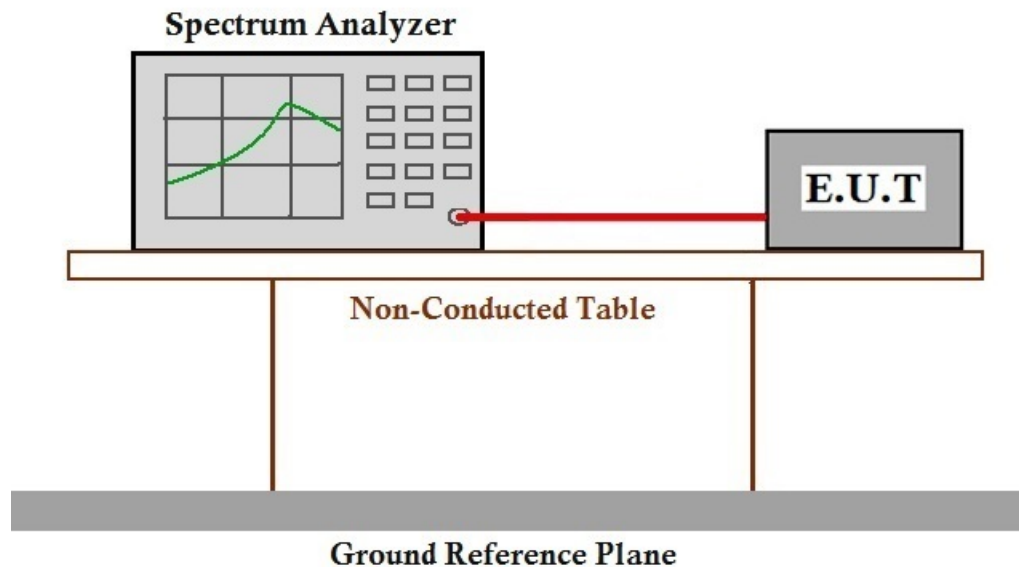 Spectrum Analyzer
E.U.T
Non-Conducted Table
Ground Reference Plane